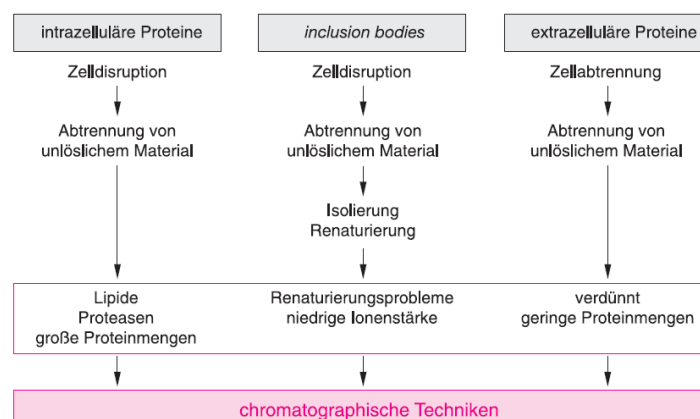 intrazelluläre Proteine
inclusion bodies
extrazelluläre Proteine
Zelldisruption
Zelldisruption
Zellabtrennung
Abtrennung von
unlöslichem Material
Abtrennung von
unlöslichem Material
Abtrennung von
unlöslichem Material
Isolierung
Renaturierung
Lipide
Proteasen
große Proteinmengen
Renaturierungsprobleme
niedrige Ionenstärke
verdünnt
geringe Proteinmengen
chromatographische Techniken